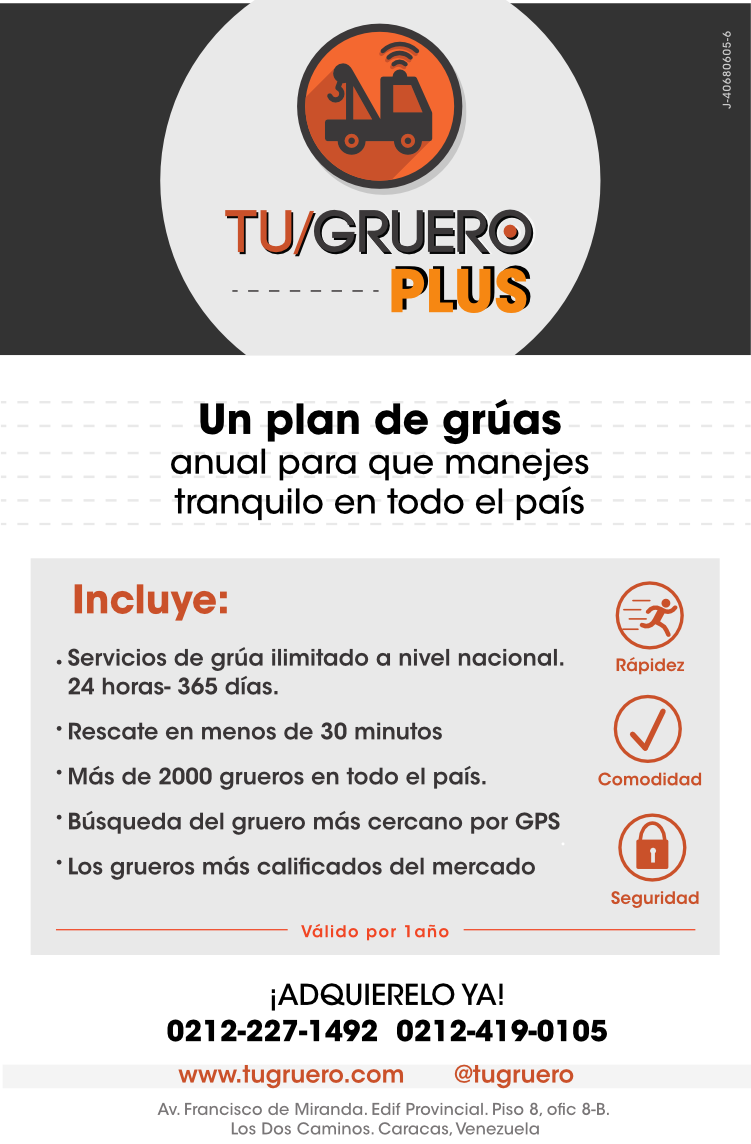 J-40680605-6
TU/GRUERO
PLUS
Un plan de grúas
anual para que manejes
tranquilo en todo el país
Incluye:
• Servicios de grúa ilimitado a nivel nacional.
24 horas- 365 días.
• Rescate en menos de 30 minutos
• Más de 2000 grueros en todo el país.
• Búsqueda del gruero más cercano por GPS
• Los grueros más calificados del mercado
Rápidez
Comodidad
Seguridad
Válido por 1año
¡ADQUIERELO YA!
0212-227-1492 0212-419-0105
www.tugruero.com @tugruero
Av. Francisco de Miranda. Edif Provincial. Piso 8, ofic 8-B.
Los Dos Caminos. Caracas, Venezuela